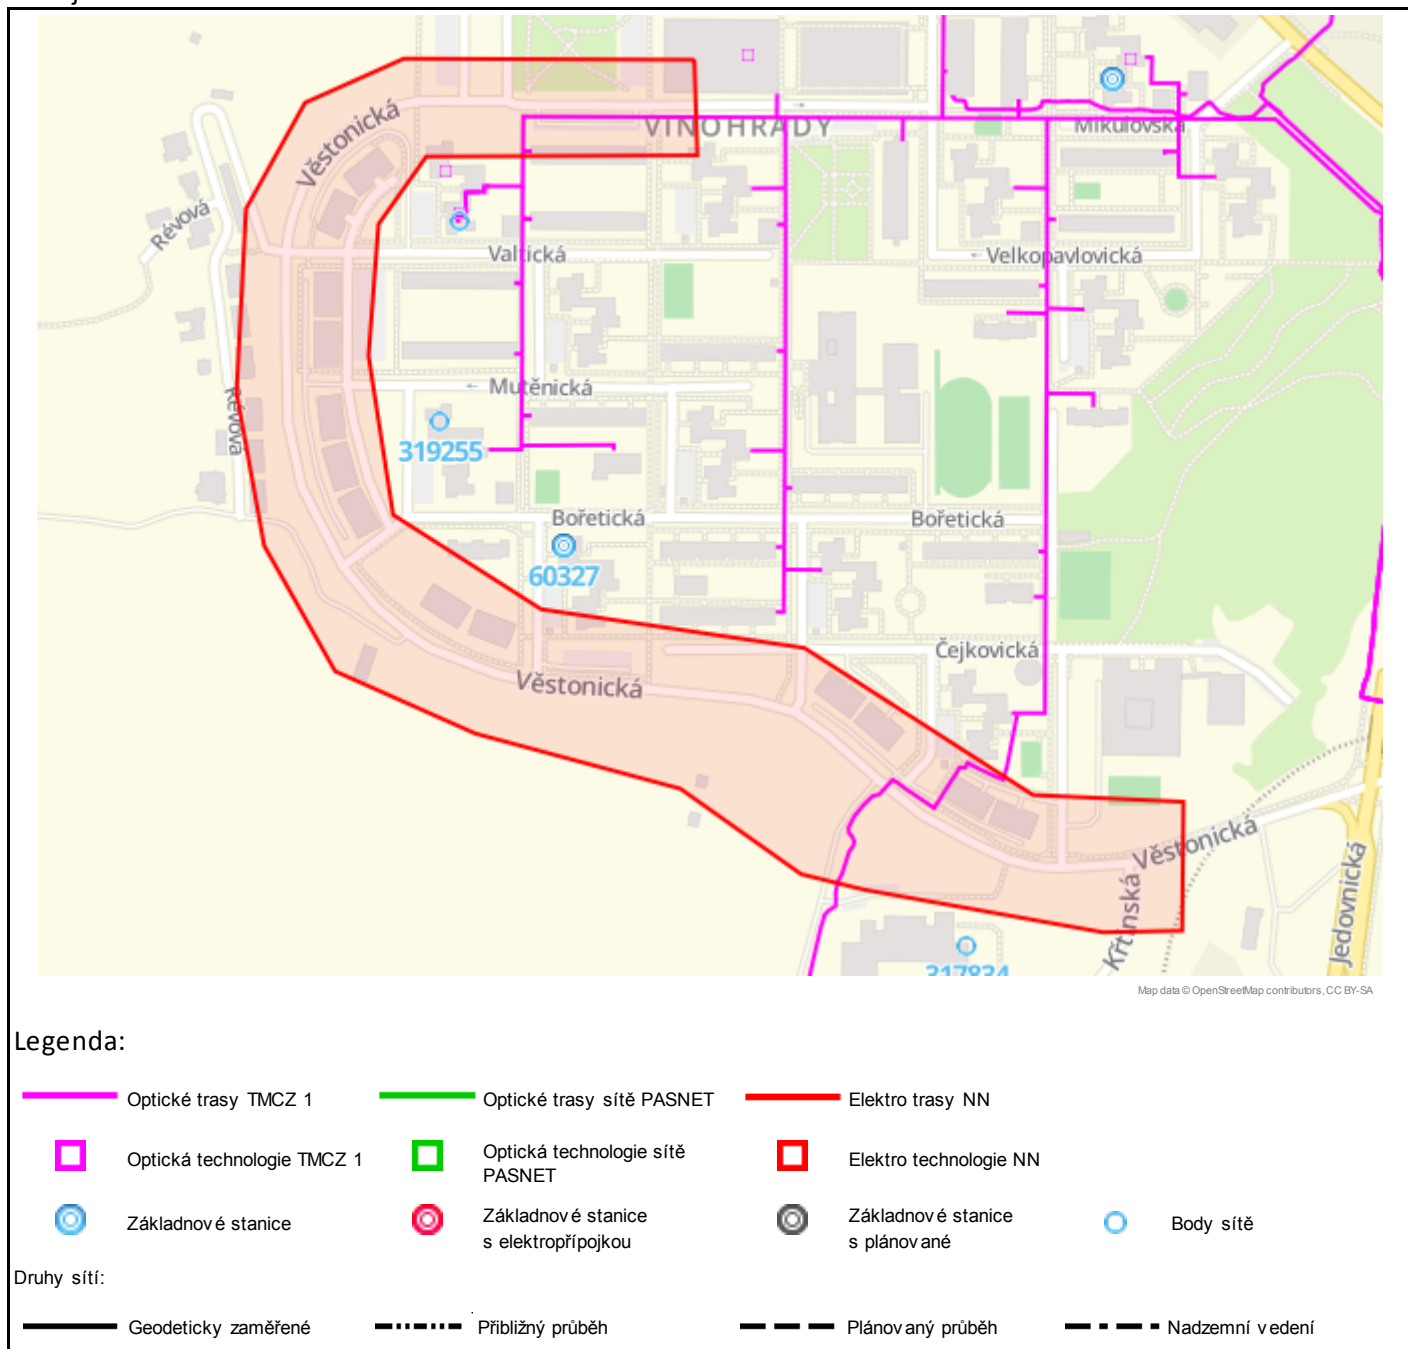 Věstonická
VINOHRADY
Mikulovská
Révová
Valtická
Velkopavlovická
Révová
Mutěnická
319255
Bořetická
Bořetická
60327
Čejkovická
Věstonická
Věstonická
Křtinská
Jedovnická
317834
Map data © OpenStreetMap contributors, CC BY-SA
Legenda:
Optické trasy TMCZ 1
Optické trasy sítě PASNET
Elektro trasy NN
Optická technologie TMCZ 1
Optická technologie sítě
PASNET
Elektro technologie NN
Základnové stanice
Základnové stanice
s elektropřípojkou
Základnové stanice
s plánované
Body sítě
Druhy sítí:
Geodeticky zaměřené
Přibližný průběh
Plánovaný průběh
Nadzemní vedení